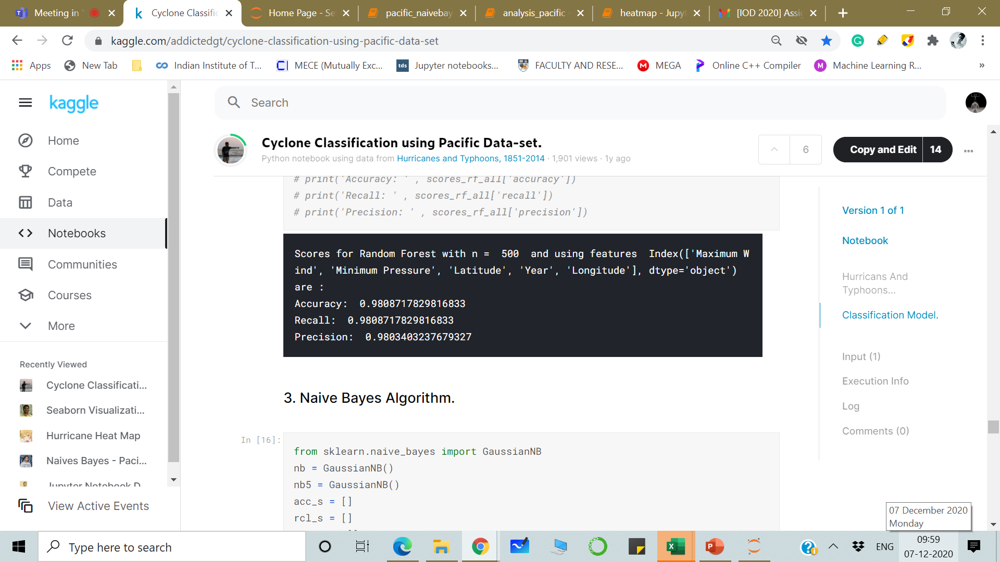 Meeting in "
Cyclone Classific
Home Page - Se
pacific_naivebay
analysis_pacific -
heatmap - Jupyt
[IOD 2020] Assig
kaggle.com/addictedgt/cyclone-classification-using-pacific-data-set
Apps
New Tab
Indian Institute of T...
MECE (Mutually Exc...
tds
Jupyter notebooks...
FACULTY AND RESE...
MEGA
Online C++ Compiler
Machine Learning R...
»
kaggle
Search
Home
Compete
Data
Notebooks
Communities
Courses
More
Recently Viewed
Cyclone Classificati...
Seaborn Visualizati...
Hurricane Heat Map
Naives Bayes - Paci...
Jupyter Notebook D
View Active Events
Cyclone Classification using Pacific Data-set.
Python notebook using data from Hurricanes and Typhoons, 1851-2014 · 1,901 views · 1y ago
6
Copy and Edit 14
# print('Accuracy: ' , scores_rf_all['accuracy'])
# print('Recall: ' , scores_rf_all['recall'])
# print('Precision: ' , scores_rf_all['precision'])
Scores for Random Forest with n =  500  and using features  Index(['Maximum W
ind', 'Minimum Pressure', 'Latitude', 'Year', 'Longitude'], dtype='object')
are :
Accuracy:  0.9808717829816833
Recall:  0.9808717829816833
Precision:  0.9803403237679327
3. Naive Bayes Algorithm.
In [16]:
from sklearn.naive_bayes import GaussianNB
nb = GaussianNB()
nb5 = GaussianNB()
acc_s = []
rcl_s = []
Version 1 of 1
Notebook
Hurricans And
Typhoons...
Classification Model.
Input (1)
Execution Info
Log
Comments (0)
07 December 2020
Monday
Type here to search
ENG
09:59
07-12-2020